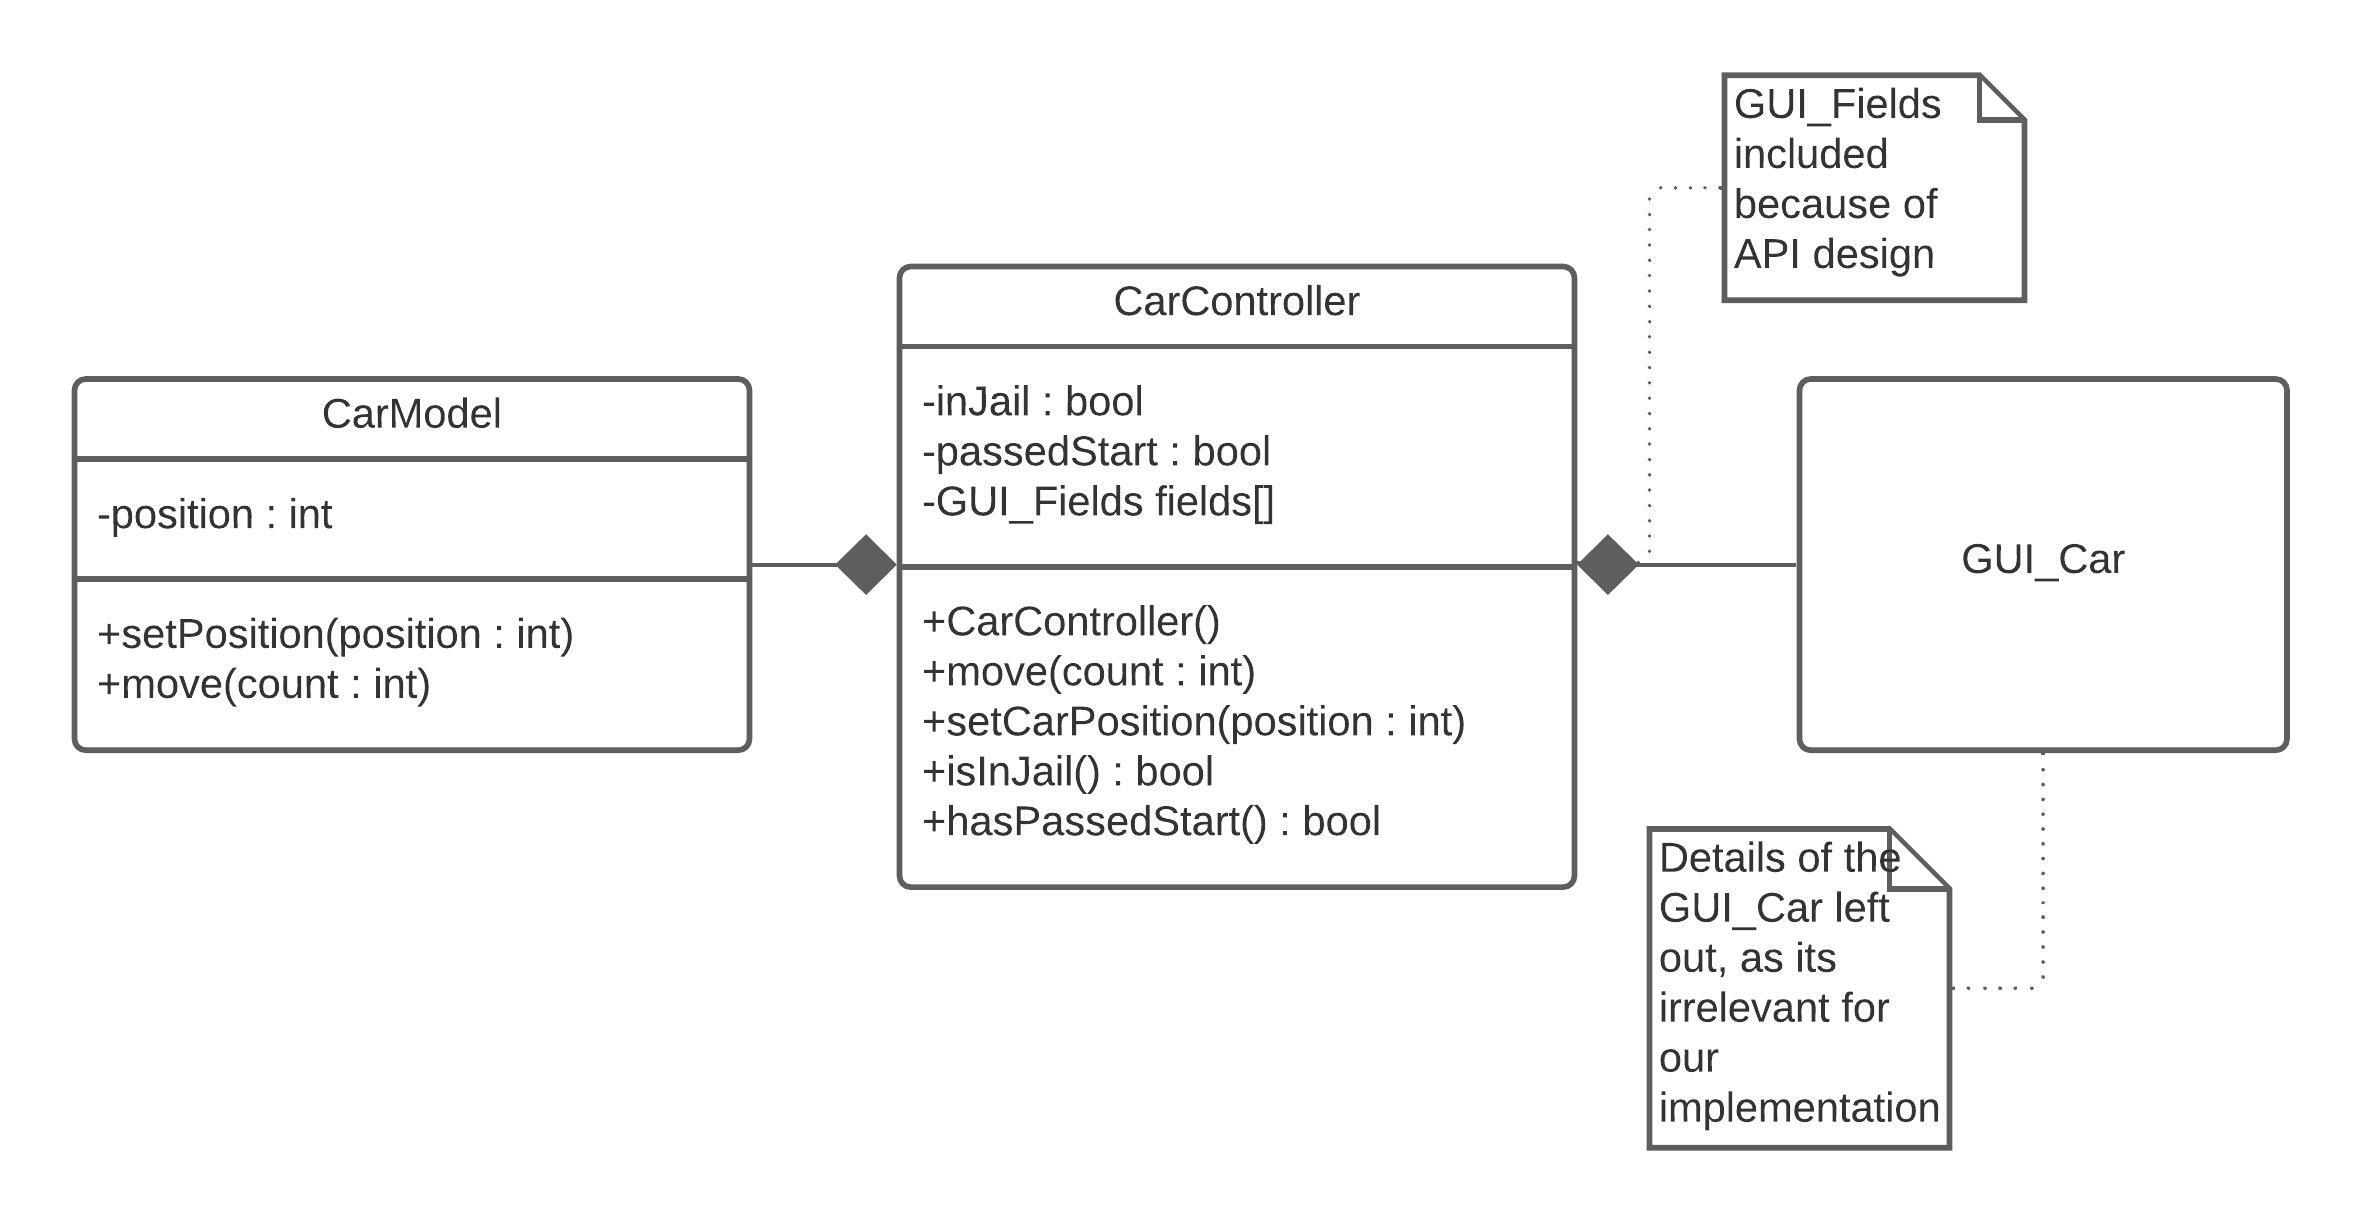 GUI_Fields
included
because of
API design
CarController
-inJail : bool
-passedStart : bool
-GUI_Fields fields[]
+CarController()
+move(count : int)
+setCarPosition(position : int)
+isInJail() : bool
+hasPassedStart() : bool
CarModel
-position : int
+setPosition(position : int)
+move(count : int)
GUI_Car
Details of the
GUI_Car left
out, as its
irrelevant for
our
implementation